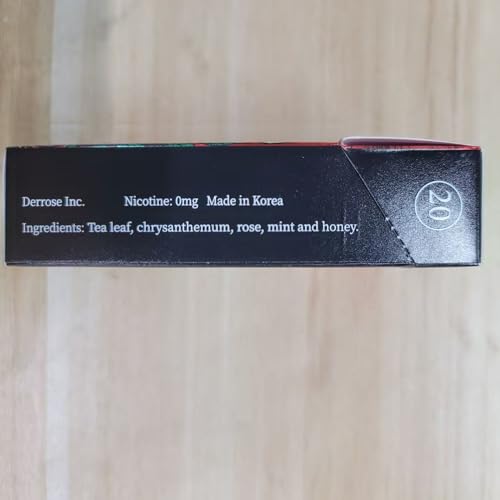 Derrose Inc. Nicotine: 0mg Made in Korea
Ingredients: Tea leaf, chrysanthemum, rose, mint and honey.
20